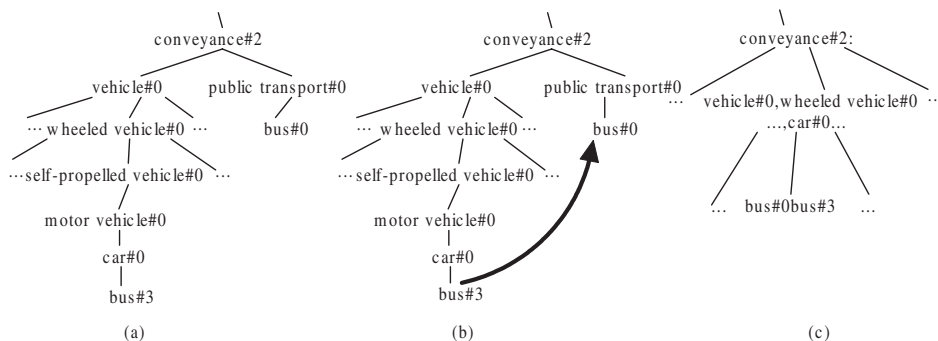 conveyance#2
vehicle#0 public transport#0
... wheeled vehicle#0 ... bus#0
...self-propelled vehicle#0 ...
motor vehicle#0
car#0
bus#3
(a)
conveyance#2
vehicle#0 public transport#0
... wheeled vehicle#0 ... bus#0
...self-propelled vehicle#0 ...
motor vehicle#0
car#0
bus#3
(b)
conveyance#2:
... vehicle#0,wheeled vehicle#0 ...
...,car#0...
... bus#0bus#3 ...
(c)